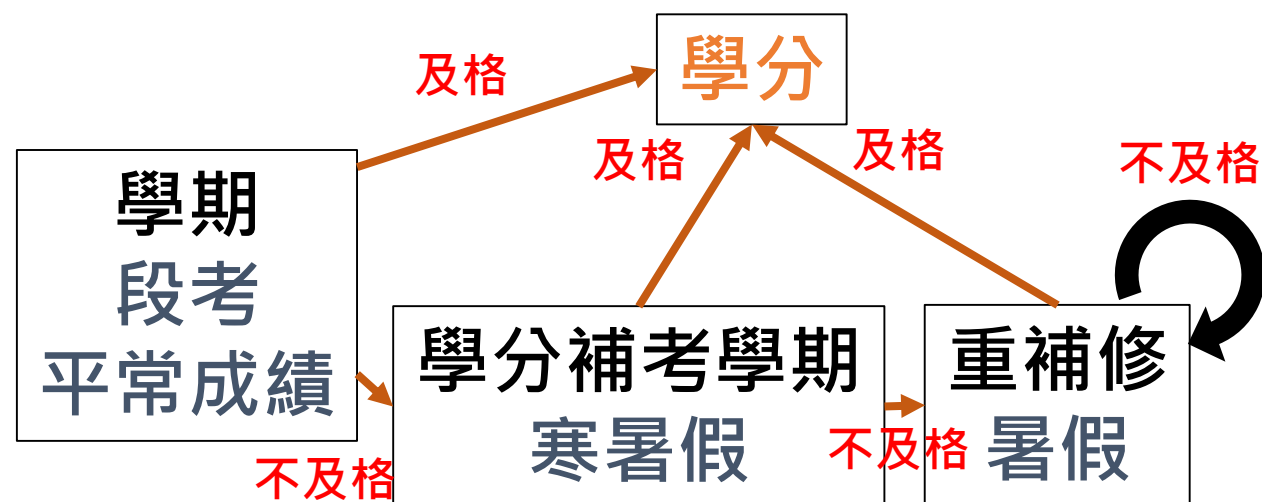 學分
及格
及格
及格
不及格
學期
段考
平常成績
不及格
學分補考學期
寒暑假
不及格
重補修
暑假